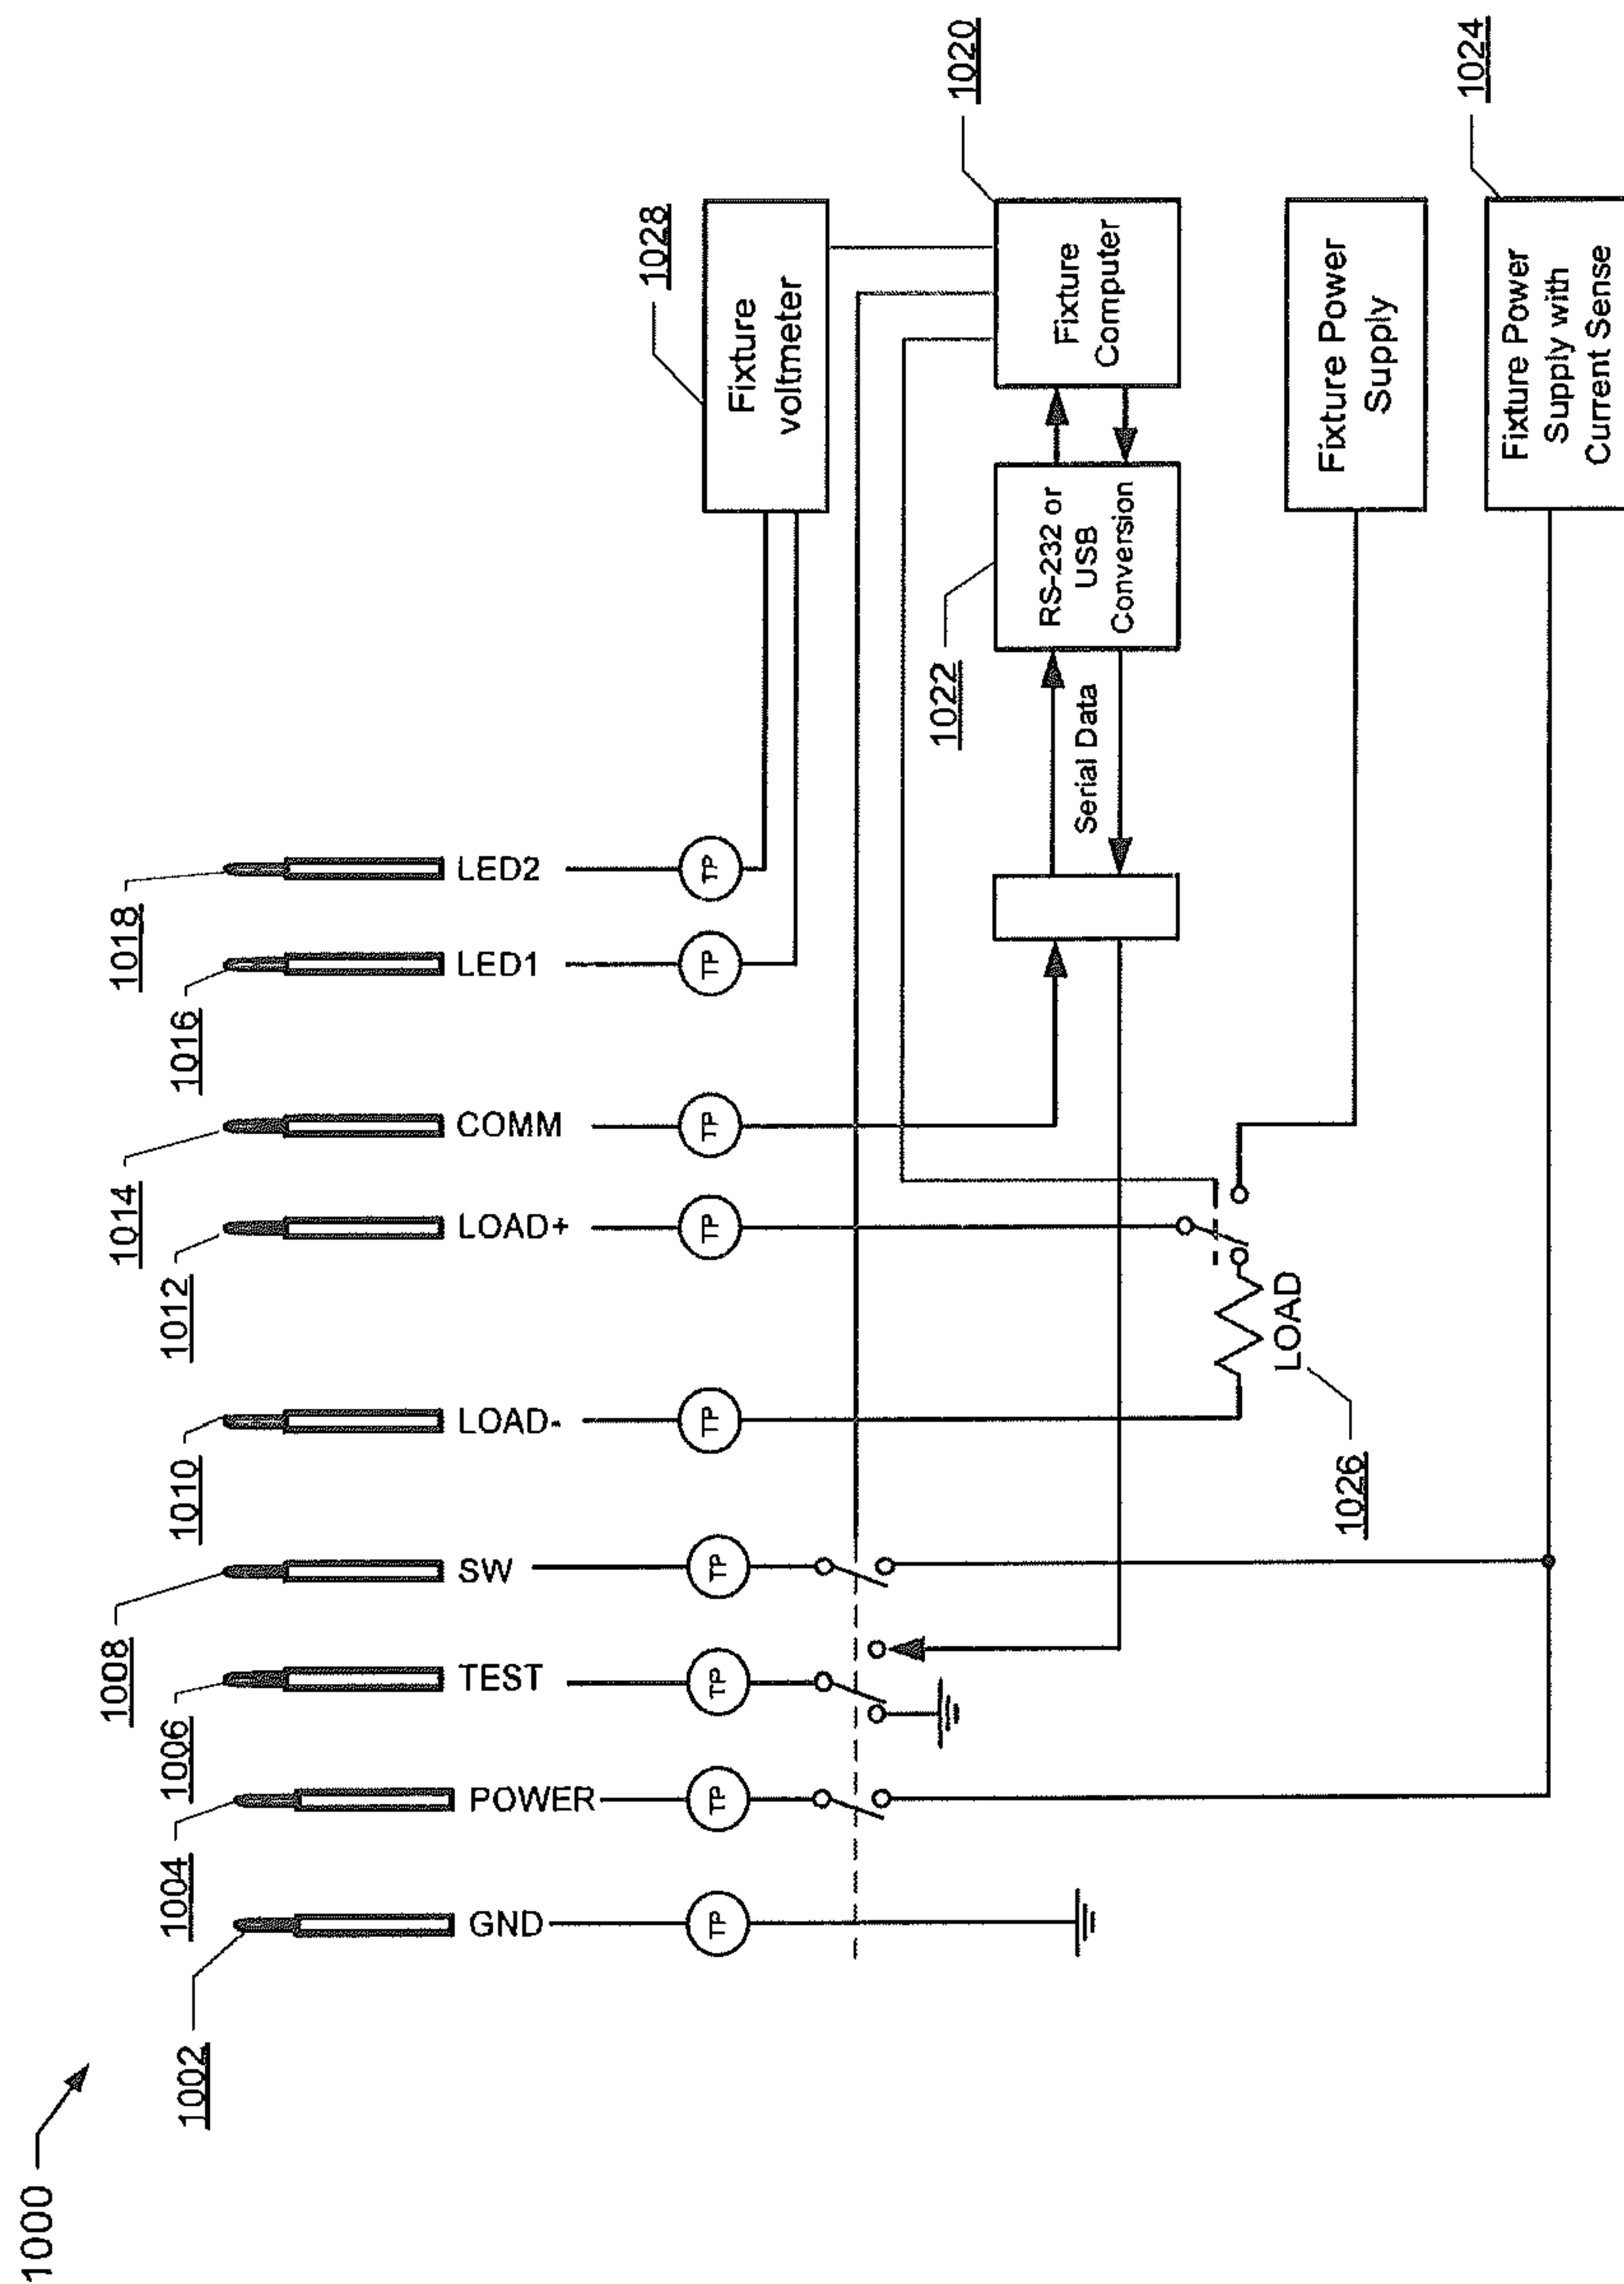 1000
1002
1004
1006
1008
1010
1012
1014
1016
1018
GND
POWER
TEST
SW
LOAD-
LOAD+
COMM
LED1
LED2
TP
TP
TP
TP
TP
TP
TP
TP
TP
1028
Fixture
voltmeter
1020
Fixture
Computer
1022
RS-232 or
USB
Conversion
Serial Data
LOAD
1026
Fixture Power
Supply
1024
Fixture Power
Supply with
Current Sense